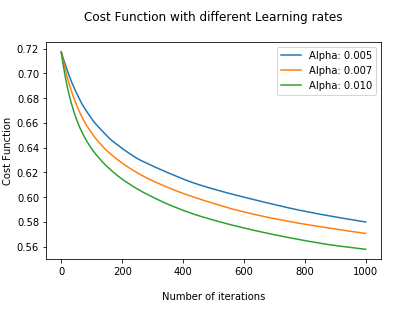 Cost Function with different Learning rates
0.72
0.70
0.68
0.66
0.64
0.62
0.60
0.58
0.56
Cost Function
Alpha: 0.005
Alpha: 0.007
Alpha: 0.010
0 200 400 600 800 1000
Number of iterations